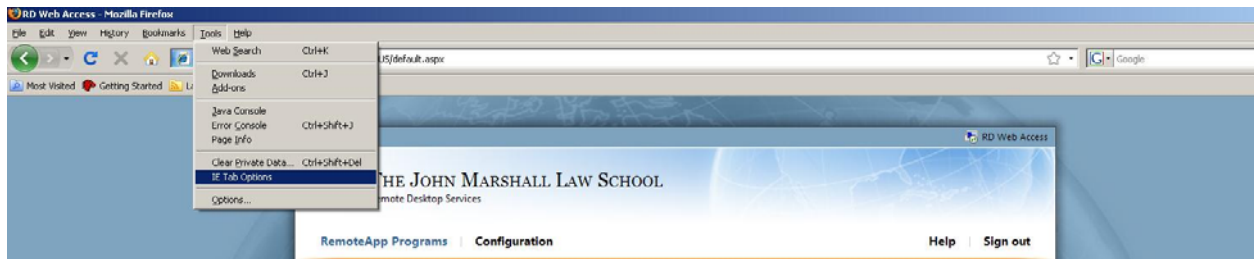 RD Web Access - Mozilla Firefox
File Edit View History Bookmarks Tools Help
Web Search Ctrl+K
Downloads Ctrl+J
Add-ons
Java Console
Error Console Ctrl+Shift+J
Page Info
Clear Private Data... Ctrl+Shift+Del
IE Tab Options
Options...
US/default.aspx
G Google
Most Visited Getting Started
RD Web Access
THE JOHN MARSHALL LAW SCHOOL
Remote Desktop Services
RemoteApp Programs Configuration Help Sign out